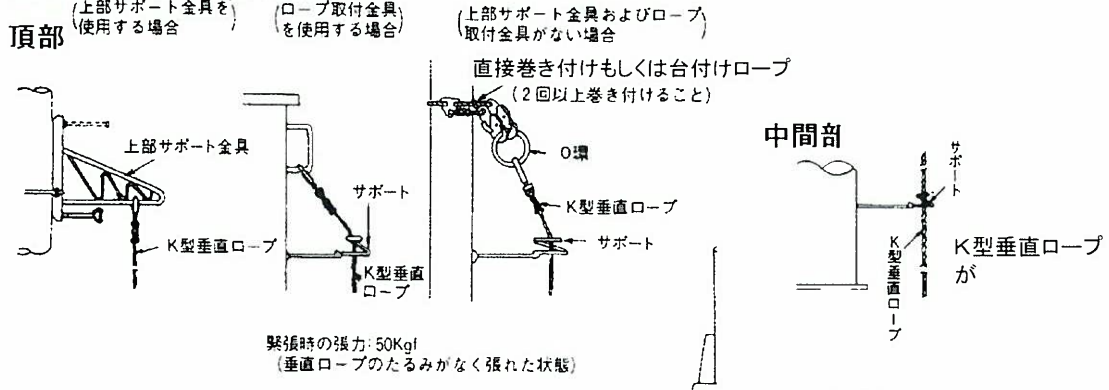 (上部サポート金具を
使用する場合)
(ロープ取付金具
を使用する場合)
(上部サポート金具およびロープ
取付金具がない場合)
頂部
直接巻き付けもしくは台付けロープ
(2回以上巻き付けること)
上部サポート金具
O環
サポート
K型垂直ロープ
K型垂直ロープ
サポート
K型垂直
ロープ
中間部
サポート
K型垂直ロープ
K型垂直ロープ
が
緊張時の張力:50Kgf
(垂直ロープのたるみがなく張れた状態)